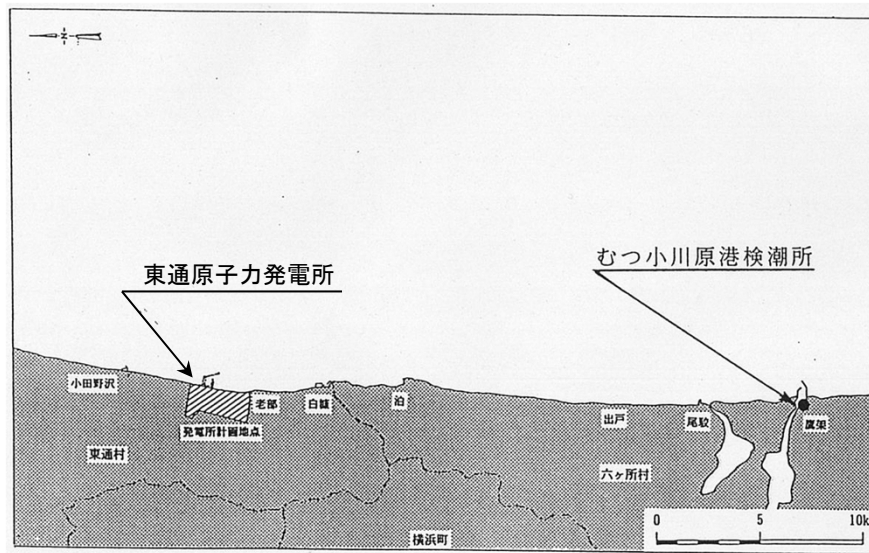 N
東通原子力発電所
むつ小川原港検潮所
小田野沢
老部
白糠
泊
出戸
尾駮
鷹架
発電所計画地点
東通村
六ヶ所村
横浜町
0 5 10k